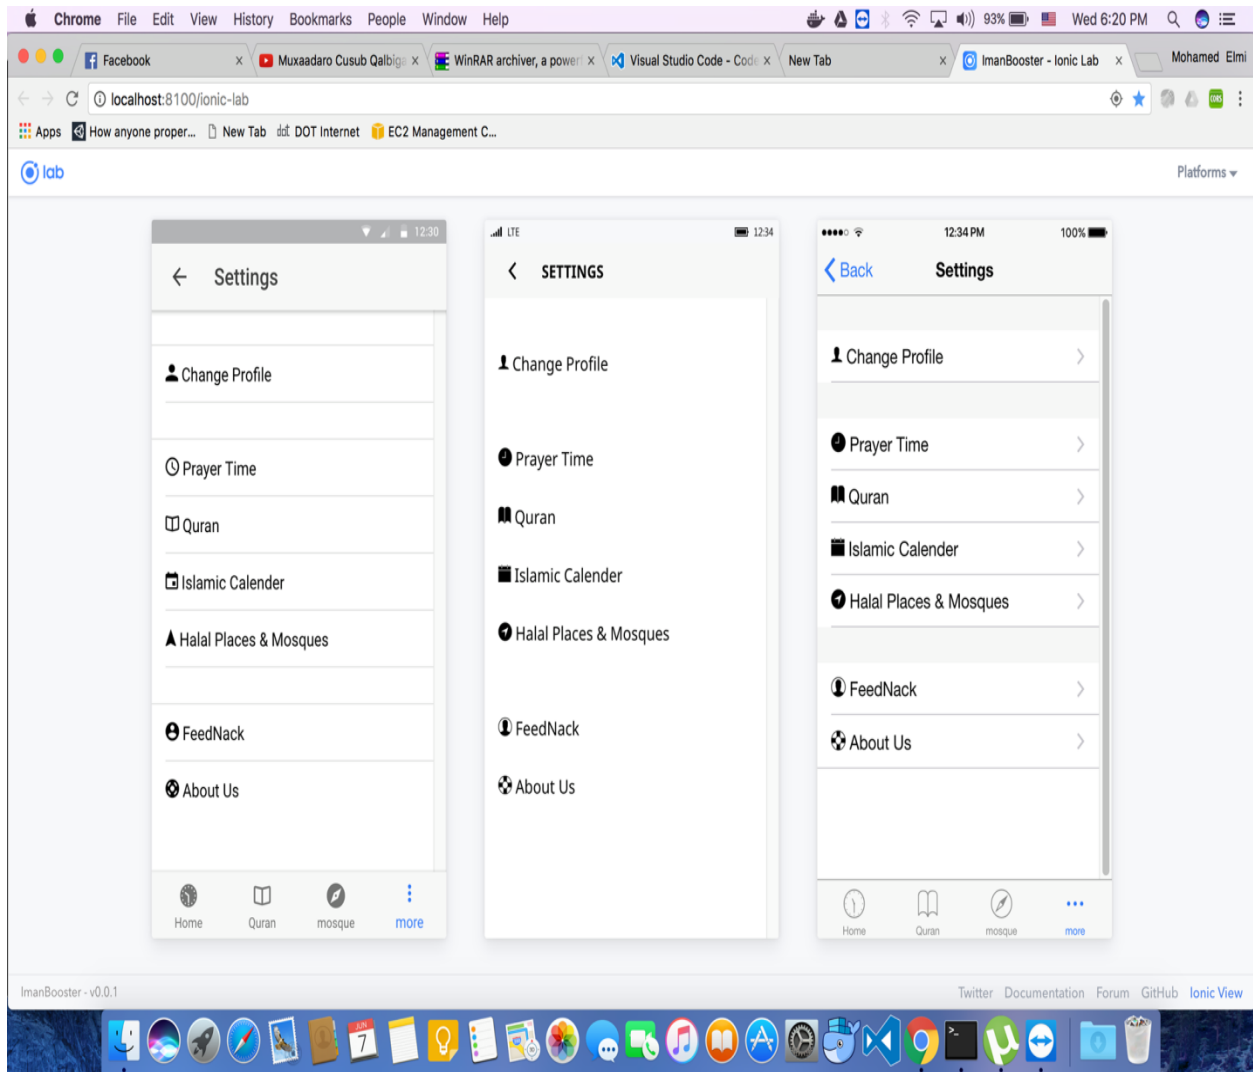 Chrome File Edit View History Bookmarks People Window Help 93% Wed 6:20 PM
Facebook Muxaadaro Cusub Qalbiga WinRAR archiver, a powerf Visual Studio Code - Code New Tab ImanBooster - Ionic Lab Mohamed Elmi
localhost:8100/ionic-lab CORS
Apps How anyone proper... New Tab dot DOT Internet EC2 Management C...
lab Platforms
12:30
Settings
Change Profile
Prayer Time
Quran
Islamic Calender
Halal Places & Mosques
FeedNack
About Us
Home Quran mosque more
LTE 12:34
SETTINGS
Change Profile
Prayer Time
Quran
Islamic Calender
Halal Places & Mosques
FeedNack
About Us
12:34 PM 100%
Back Settings
Change Profile
Prayer Time
Quran
Islamic Calender
Halal Places & Mosques
FeedNack
About Us
Home Quran mosque more
ImanBooster - v0.0.1 Twitter Documentation Forum GitHub Ionic View
JUN
7